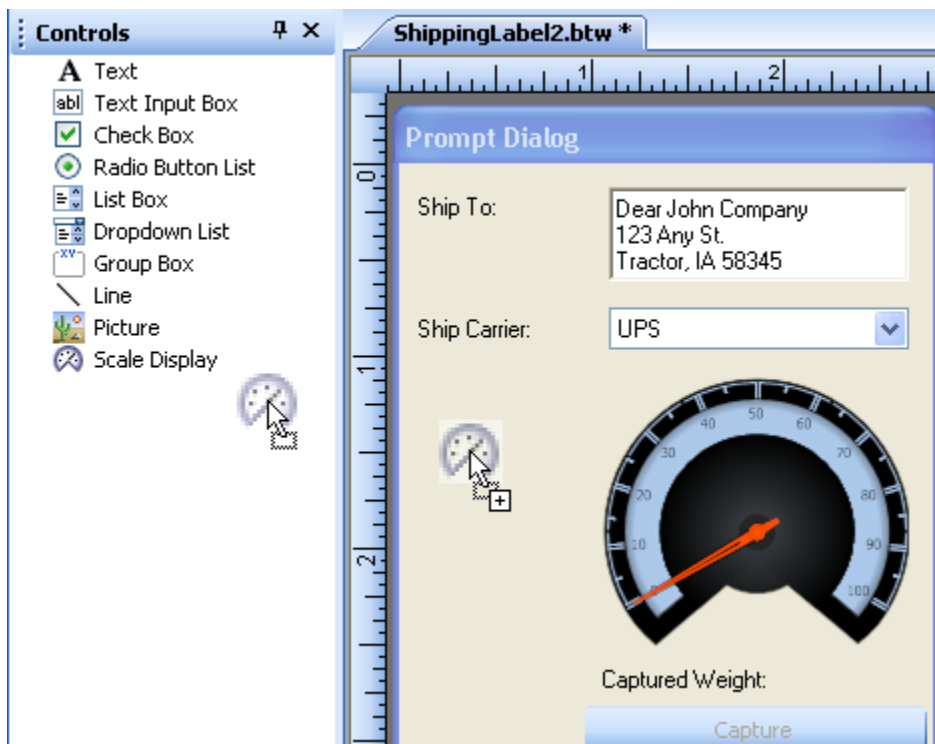 Controls
A Text
abl Text Input Box
Check Box
Radio Button List
List Box
Dropdown List
XY Group Box
Line
Picture
Scale Display
ShippingLabel2.btw *
1 2
Prompt Dialog
0
1
2
Ship To:
Dear John Company
123 Any St.
Tractor, IA 58345
Ship Carrier:
UPS
0 10 20 30 40 50 60 70 80 90 100
Captured Weight:
Capture